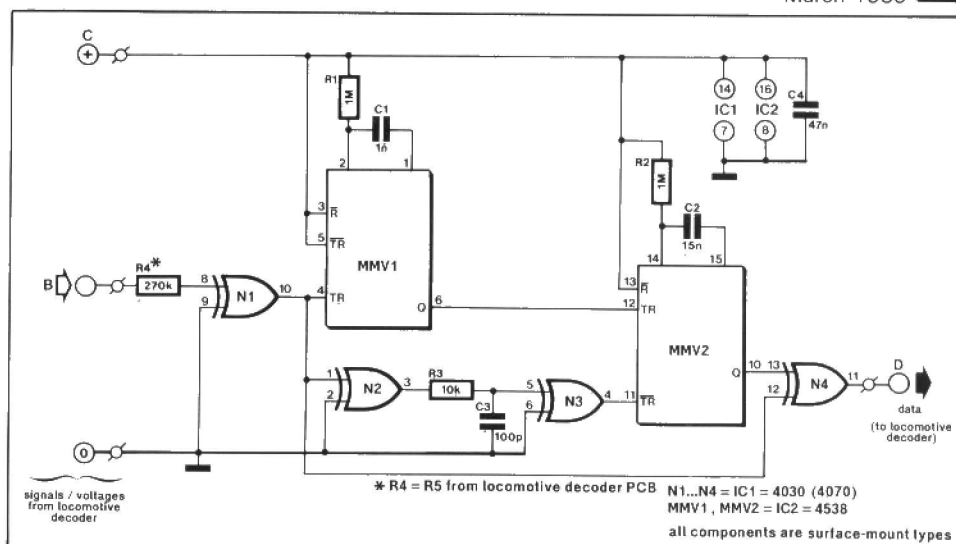 March
C
+
R1
1M
C1
1n
2
1
3
R
5
TR
MMV1
4
TR
Q
6
14
16
IC1
IC2
7
8
C4
47n
R2
1M
C2
15n
14
15
13
R
12
TR
MMV2
11
TR
Q
10
B
R4*
270k
8
9
N1
10
1
2
N2
3
R3
10k
C3
100p
5
6
N3
4
13
12
N4
11
D
data
(to locomotive
decoder)
0
signals / voltages
from locomotive
decoder
* R4 = R5 from locomotive decoder PCB
N1...N4 = IC1 = 4030 (4070)
MMV1 , MMV2 = IC2 = 4538
all components are surface-mount types